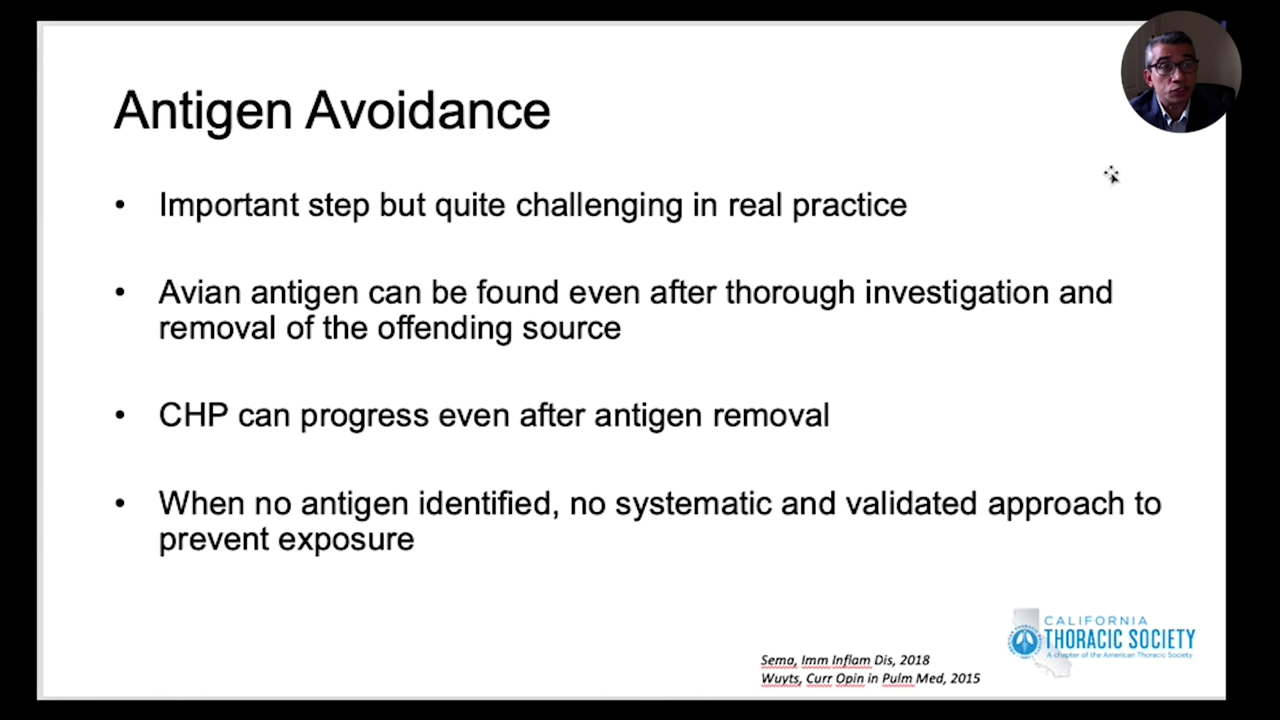 Antigen Avoidance
• Important step but quite challenging in real practice
• Avian antigen can be found even after thorough investigation and
removal of the offending source
• CHP can progress even after antigen removal
• When no antigen identified, no systematic and validated approach to
prevent exposure
CALIFORNIA
THORACIC SOCIETY
A chapter of the American Thoracic Society
Sema, Imm Inflam Dis, 2018
Wuyts, Curr Opin in Pulm Med, 2015